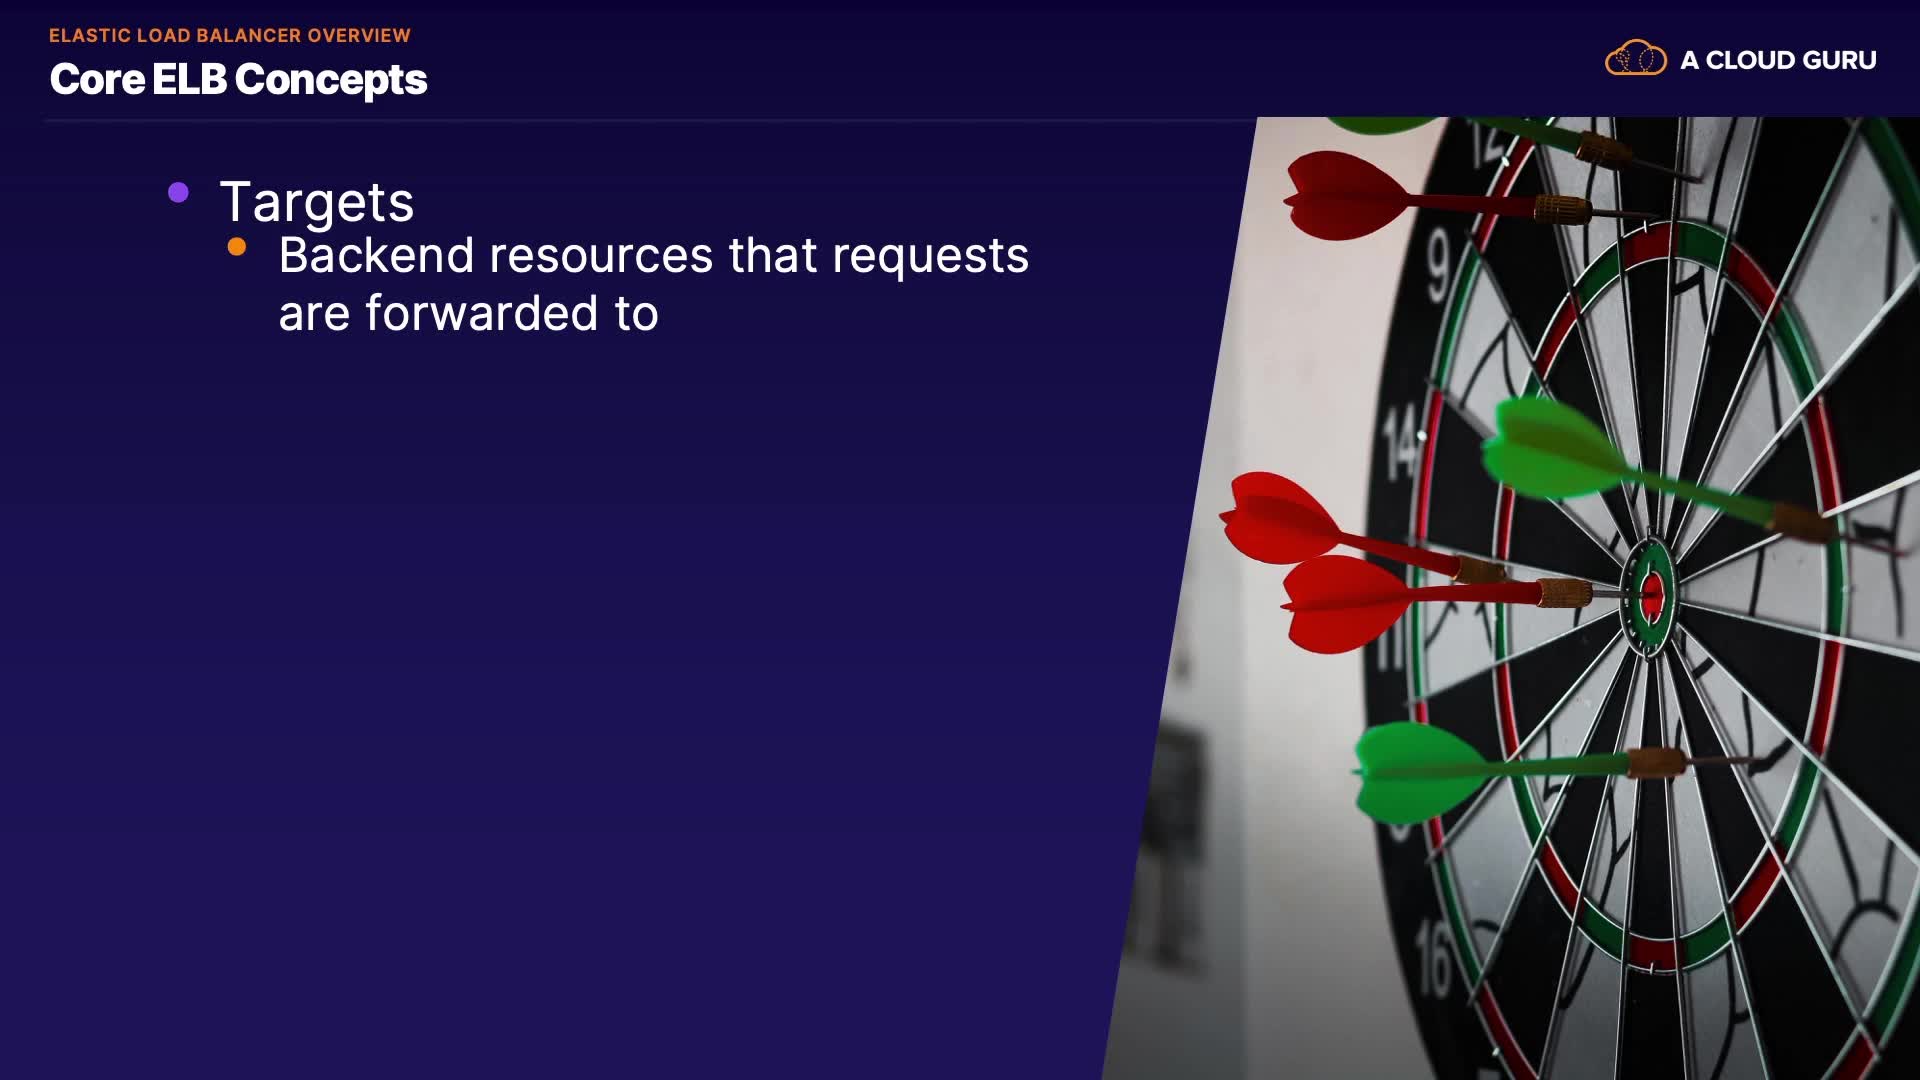 ELASTIC LOAD BALANCER OVERVIEW
Core ELB Concepts
A CLOUD GURU
Targets
Backend resources that requests
are forwarded to
12
9
14
11
16